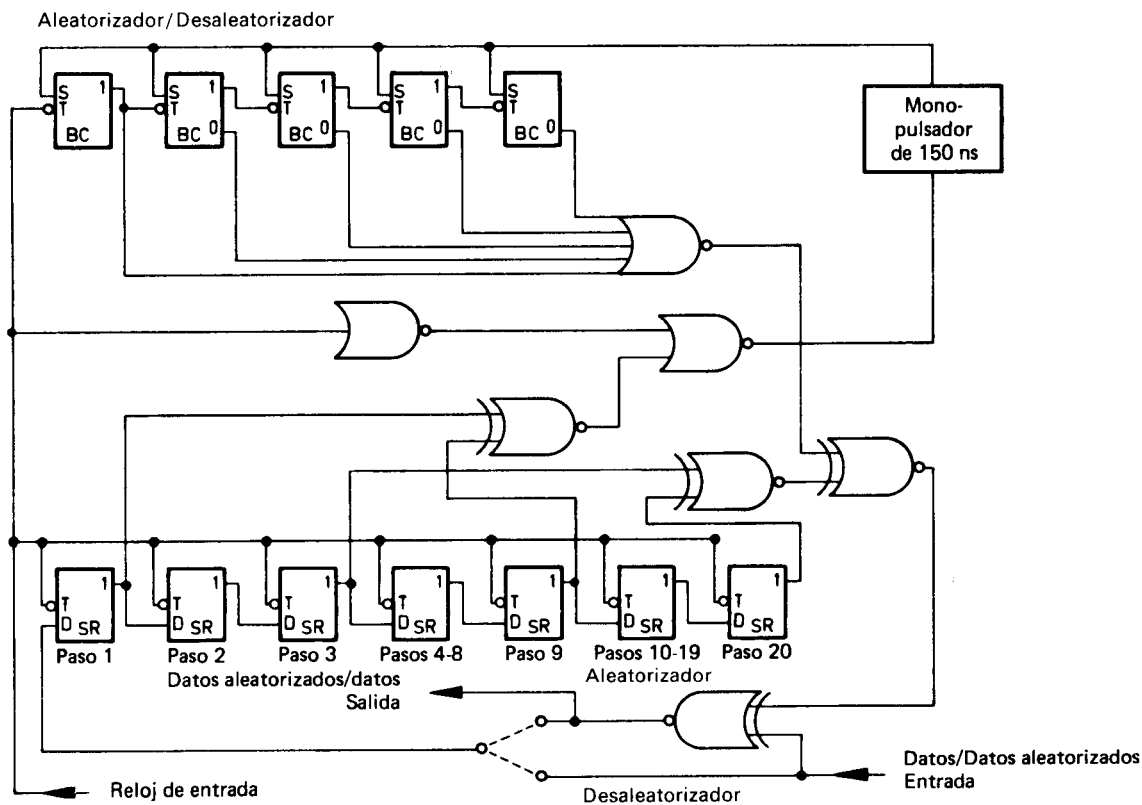 Aleatorizador/Desaleatorizador
S 1 S 1 S 1 S 1 S
T T T T T
BC BC 0 BC 0 BC 0 BC 0
Mono-
pulsador
de 150 ns
1 1 1 1 1 1 1
T T T T T T T
D SR D SR D SR D SR D SR D SR D SR
Paso 1 Paso 2 Paso 3 Pasos 4-8 Paso 9 Pasos 10-19 Paso 20
Datos aleatorizados/datos
Salida
Aleatorizador
Datos/Datos aleatorizados
Entrada
Reloj de entrada
Desaleatorizador